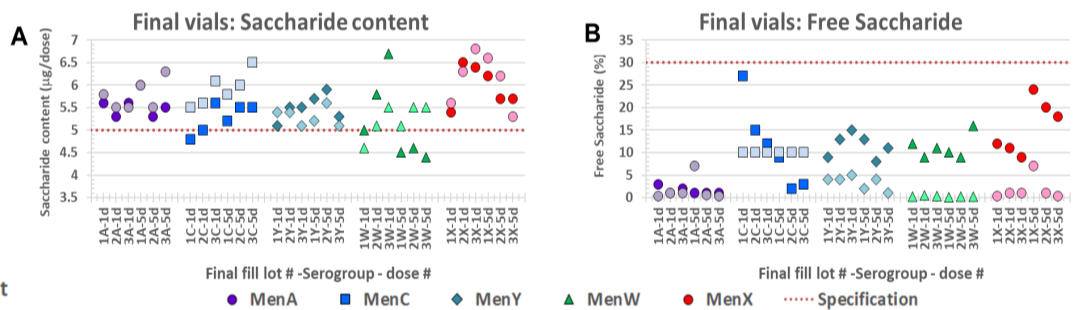 Final vials: Saccharide content
A
Saccharide content (µg/dose)
7
6.5
6
5.5
5
4.5
4
3.5
1A-1d
2A-1d
3A-1d
1A-5d
2A-5d
3A-5d
1C-1d
2C-1d
3C-1d
1C-5d
2C-5d
3C-5d
1Y-1d
2Y-1d
3Y-1d
1Y-5d
2Y-5d
3Y-5d
1W-1d
2W-1d
3W-1d
1W-5d
2W-5d
3W-5d
1X-1d
2X-1d
3X-1d
1X-5d
2X-5d
3X-5d
Final fill lot # -Serogroup - dose #
Final vials: Free Saccharide
B
Free Saccharide (%)
35
30
25
20
15
10
5
0
1A-1d
2A-1d
3A-1d
1A-5d
2A-5d
3A-5d
1C-1d
2C-1d
3C-1d
1C-5d
2C-5d
3C-5d
1Y-1d
2Y-1d
3Y-1d
1Y-5d
2Y-5d
3Y-5d
1W-1d
2W-1d
3W-1d
1W-5d
2W-5d
3W-5d
1X-1d
2X-1d
3X-1d
1X-5d
2X-5d
3X-5d
Final fill lot # -Serogroup - dose #
t
MenA MenC MenY MenW MenX Specification